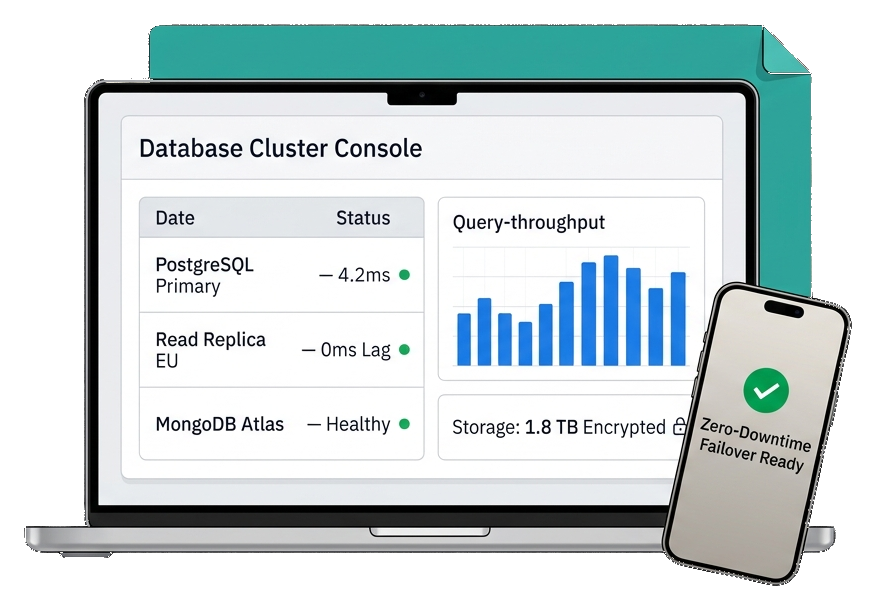 Database Cluster Console
Date Status
PostgreSQL
Primary
— 4.2ms
Read Replica
EU
— 0ms Lag
MongoDB Atlas — Healthy
Query-throughput
Storage: 1.8 TB Encrypted
Zero-Downtime
Failover Ready